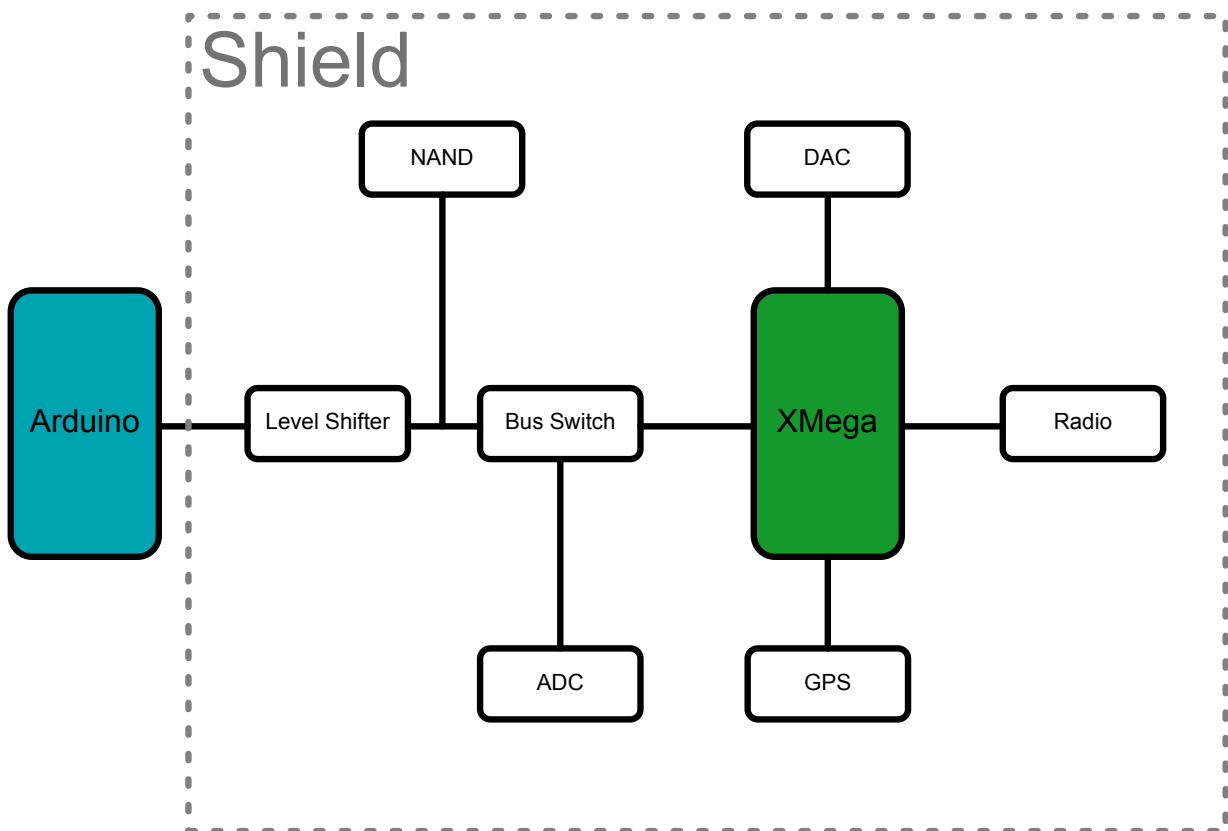 Shield
NAND
DAC
Arduino
Level Shifter
Bus Switch
XMega
Radio
ADC
GPS